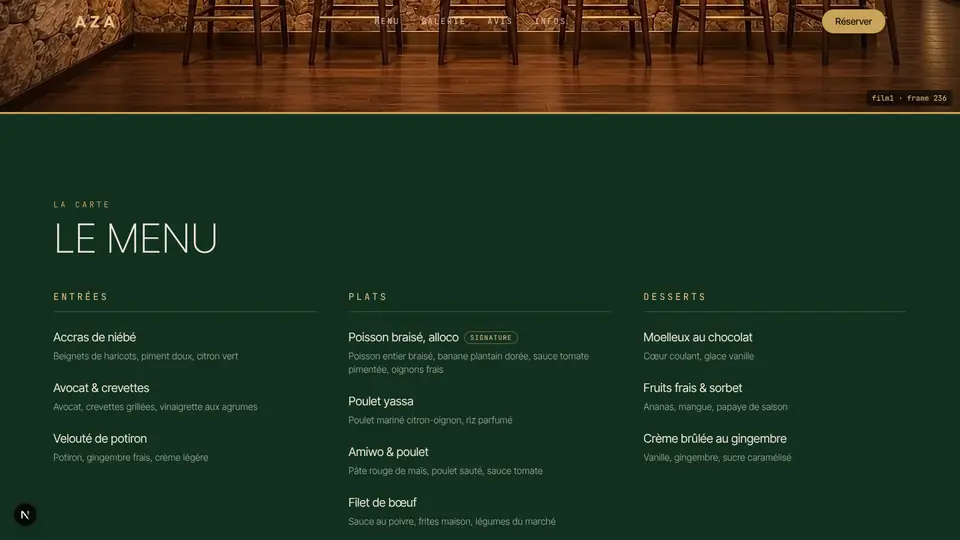 AZA
MENU GALERIE AVIS INFOS
Réserver
film1 · frame 236
LA CARTE
LE MENU
ENTRÉES
Accras de niébé
Beignets de haricots, piment doux, citron vert
Avocat & crevettes
Avocat, crevettes grillées, vinaigrette aux agrumes
Velouté de potiron
Potiron, gingembre frais, crème légère
PLATS
Poisson braisé, alloco SIGNATURE
Poisson entier braisé, banane plantain dorée, sauce tomate
pimentée, oignons frais
Poulet yassa
Poulet mariné citron-oignon, riz parfumé
Amiwo & poulet
Pâte rouge de maïs, poulet sauté, sauce tomate
Filet de bœuf
Sauce au poivre, frites maison, légumes du marché
DESSERTS
Moelleux au chocolat
Cœur coulant, glace vanille
Fruits frais & sorbet
Ananas, mangue, papaye de saison
Crème brûlée au gingembre
Vanille, gingembre, sucre caramélisé
N